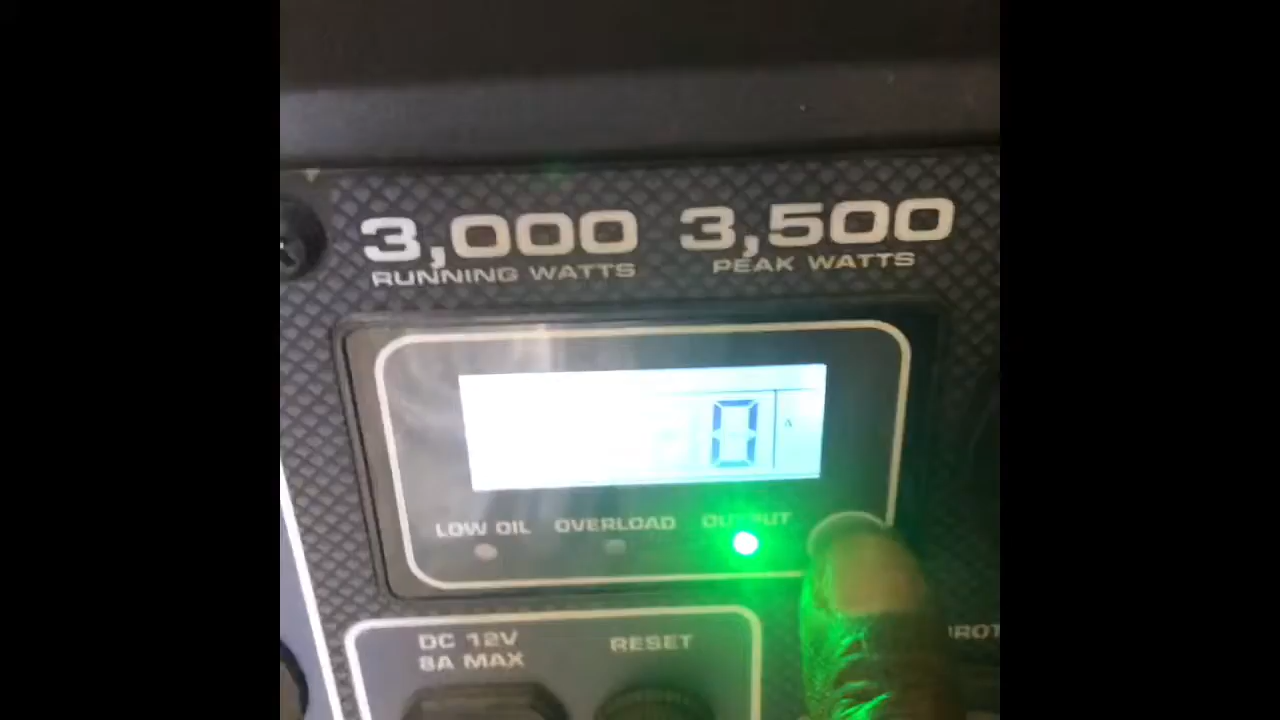 3,000 3,500
RUNNING WATTS PEAK WATTS
0 A
LOW OIL OVERLOAD OUTPUT
DC 12V RESET
8A MAX